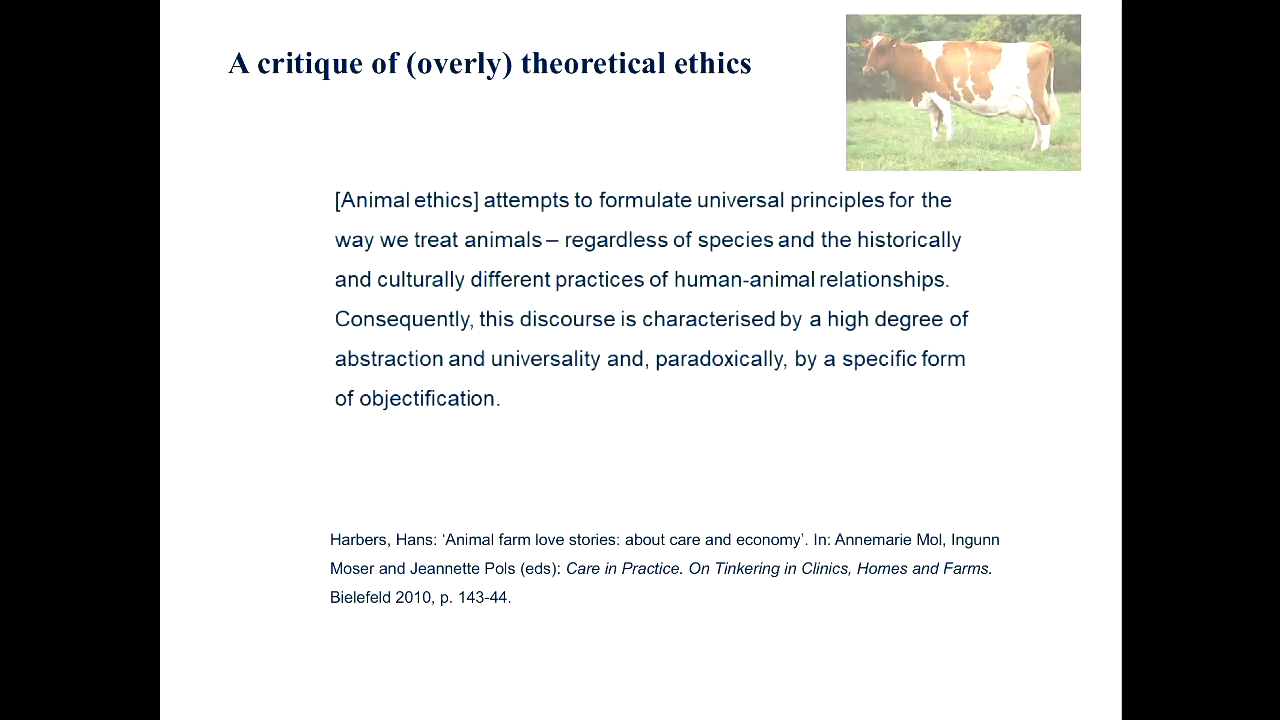 A critique of (overly) theoretical ethics
[Animal ethics] attempts to formulate universal principles for the
way we treat animals – regardless of species and the historically
and culturally different practices of human-animal relationships.
Consequently, this discourse is characterised by a high degree of
abstraction and universality and, paradoxically, by a specific form
of objectification.
Harbers, Hans: ‘Animal farm love stories: about care and economy’. In: Annemarie Mol, Ingunn
Moser and Jeannette Pols (eds): Care in Practice. On Tinkering in Clinics, Homes and Farms.
Bielefeld 2010, p. 143-44.